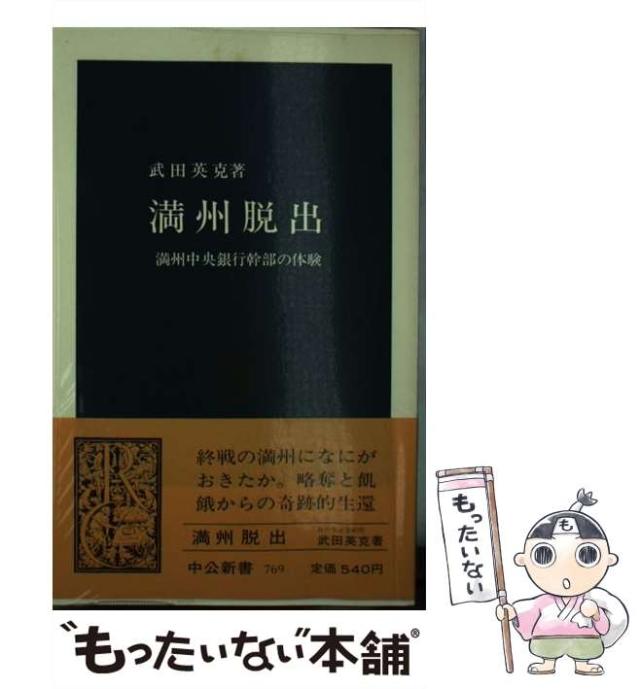 武田英克著
満州脱出
満州中央銀行幹部の体験
終戦の満州になにが
おきたか。略奪と飢
餓からの奇跡的生還
満州脱出
武田英克著
中公新書 769 定価 540円
R
C
もったいない
も
“もったいない”本舗®